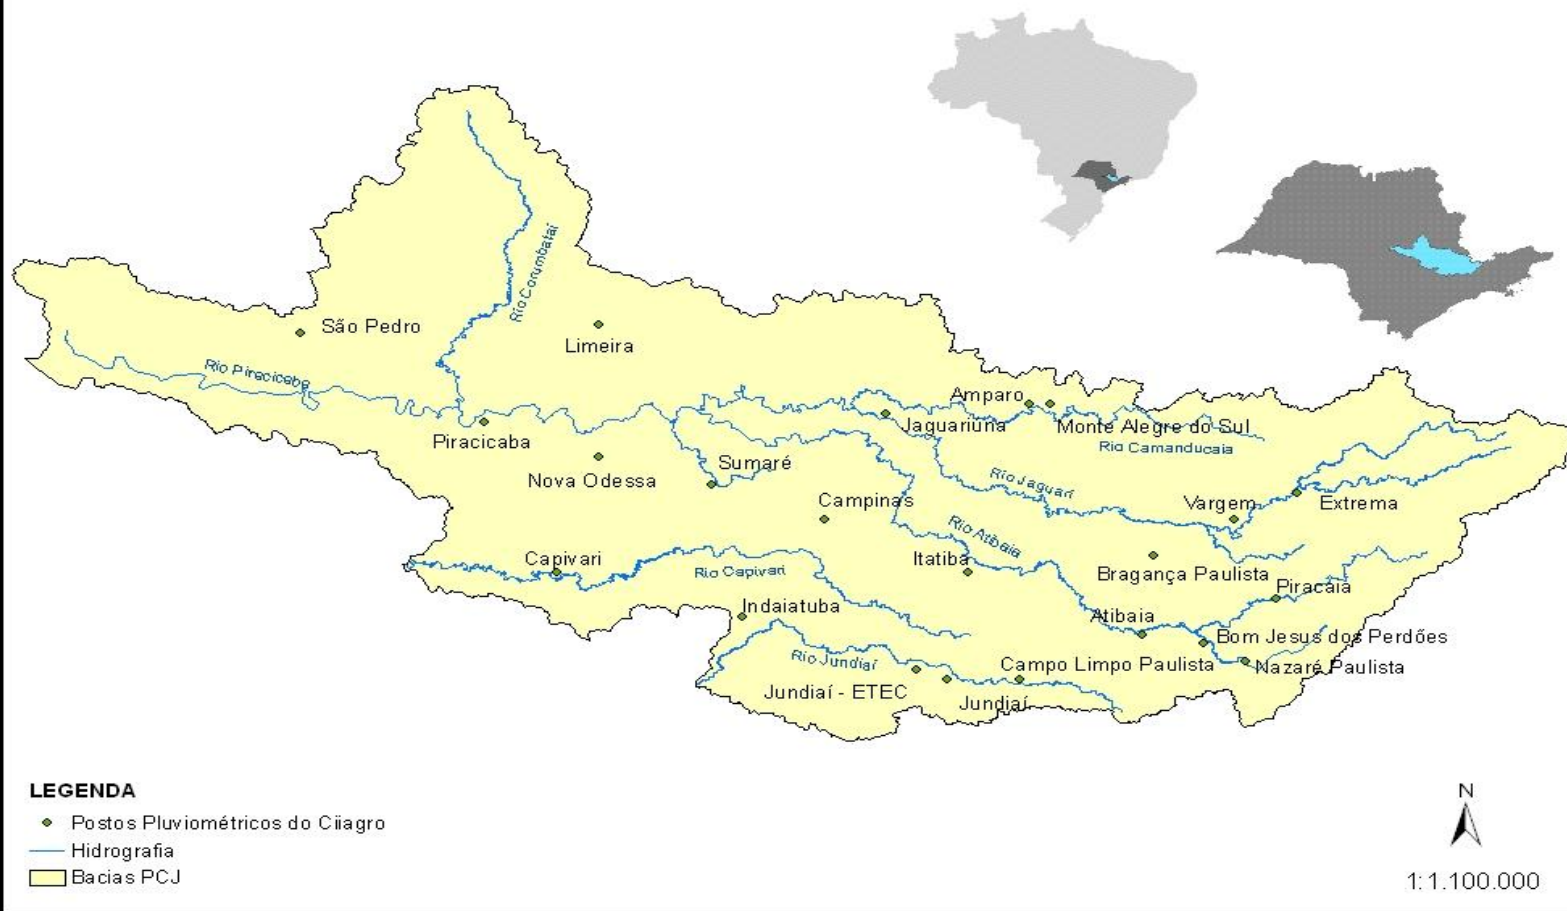 Rio Corumbataí
São Pedro
Limeira
Rio Piracicaba
Amparo
Piracicaba
Jaguariúna
Monte Alegre do Sul
Rio Camanducaia
Sumaré
Nova Odessa
Rio Jaguari
Campinas
Vargem
Extrema
Rio Atibaia
Capivari
Itatiba
Rio Capivari
Bragança Paulista
Piracaia
Indaiatuba
Atibaia
Bom Jesus dos Perdões
Rio Jundiaí
Campo Limpo Paulista
Nazaré Paulista
Jundiaí - ETEC
Jundiaí
LEGENDA
Postos Pluviométricos do Ciiagro
Hidrografia
Bacias PCJ
N
1:1.100.000